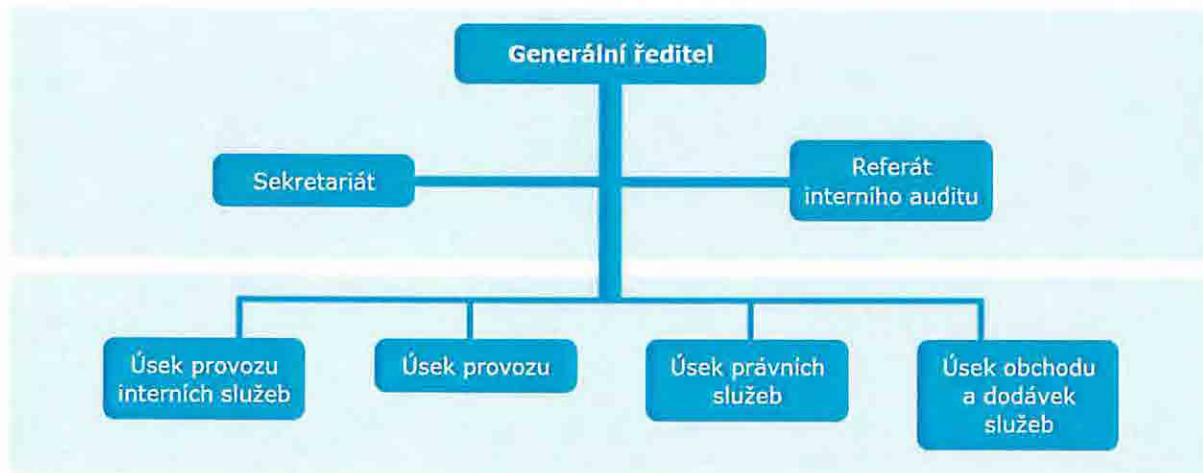 Generální ředitel
Sekretariát
Referát
interního auditu
Úsek provozu
interních služeb
Úsek provozu
Úsek právních
služeb
Úsek obchodu
a dodávek
služeb